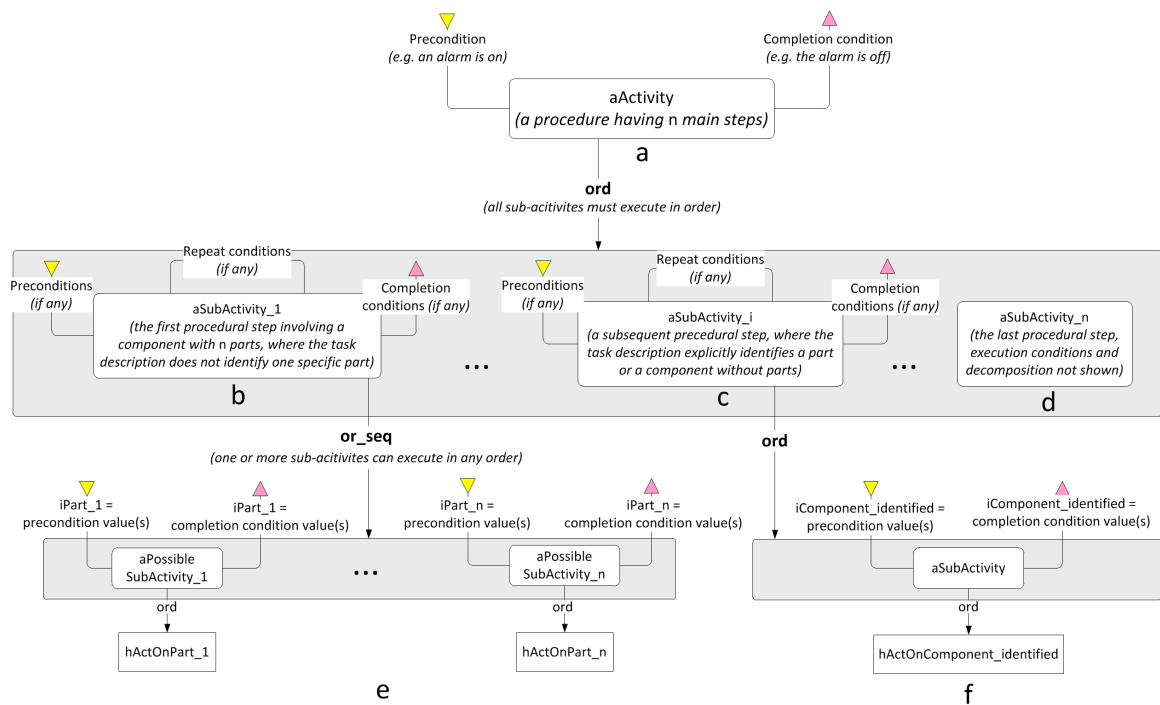 Precondition
(e.g. an alarm is on)
Completion condition
(e.g. the alarm is off)
aActivity
(a procedure having n main steps)
a
ord
(all sub-acitivites must execute in order)
Repeat conditions
(if any)
Preconditions
(if any)
Completion
conditions (if any)
aSubActivity_1
(the first procedural step involving a
component with n parts, where the task
description does not identify one specific part)
b
...
Repeat conditions
(if any)
Preconditions
(if any)
Completion
conditions (if any)
aSubActivity_i
(a subsequent precedural step, where the
task description explicitly identifies a part
or a component without parts)
c
...
aSubActivity_n
(the last procedural step,
execution conditions and
decomposition not shown)
d
or_seq
(one or more sub-acitivites can execute in any order)
ord
iPart_1 =
precondition value(s)
iPart_1 =
completion condition value(s)
iPart_n =
precondition value(s)
iPart_n =
completion condition value(s)
iComponent_identified =
precondition value(s)
iComponent_identified =
completion condition value(s)
aPossible
SubActivity_1
...
aPossible
SubActivity_n
aSubActivity
ord
ord
ord
hActOnPart_1
hActOnPart_n
hActOnComponent_identified
e
f